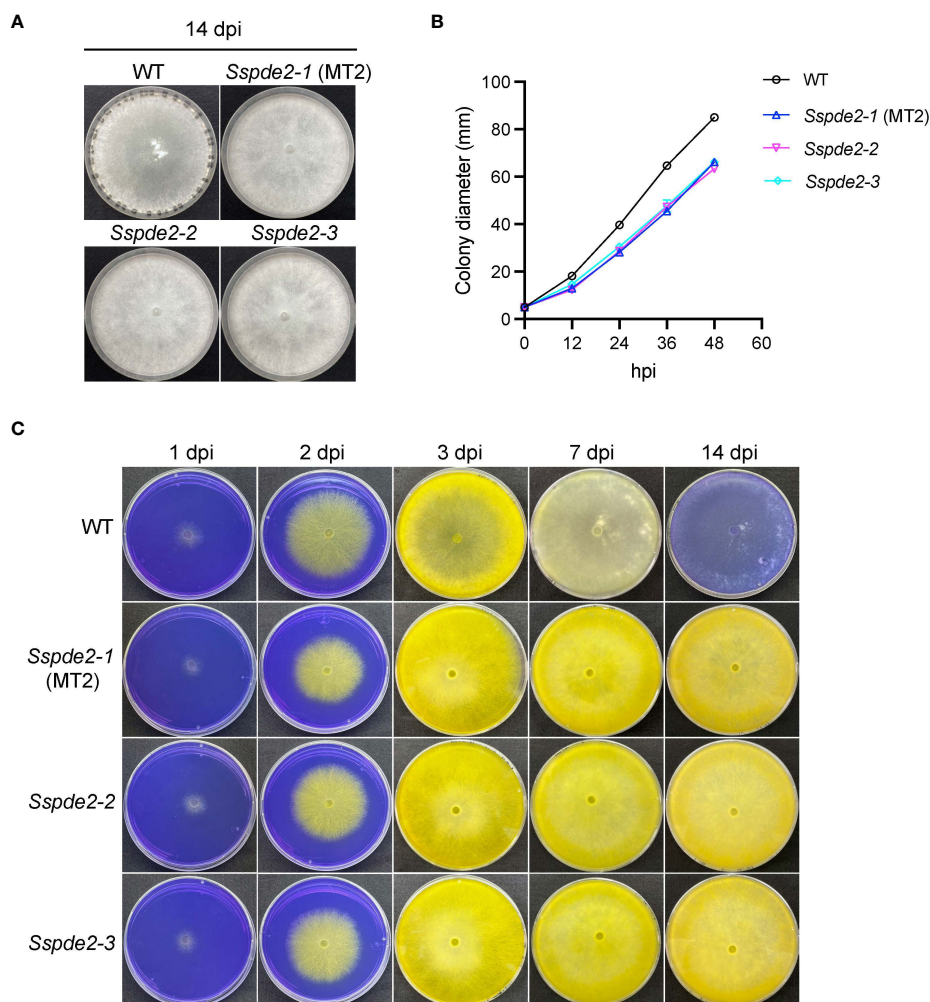 A
14 dpi
WT
Sspde2-1 (MT2)
Sspde2-2
Sspde2-3
B
Colony diameter (mm)
100
80
60
40
20
0
0 12 24 36 48 60
hpi
WT
Sspde2-1 (MT2)
Sspde2-2
Sspde2-3
C
1 dpi 2 dpi 3 dpi 7 dpi 14 dpi
WT
Sspde2-1
(MT2)
Sspde2-2
Sspde2-3